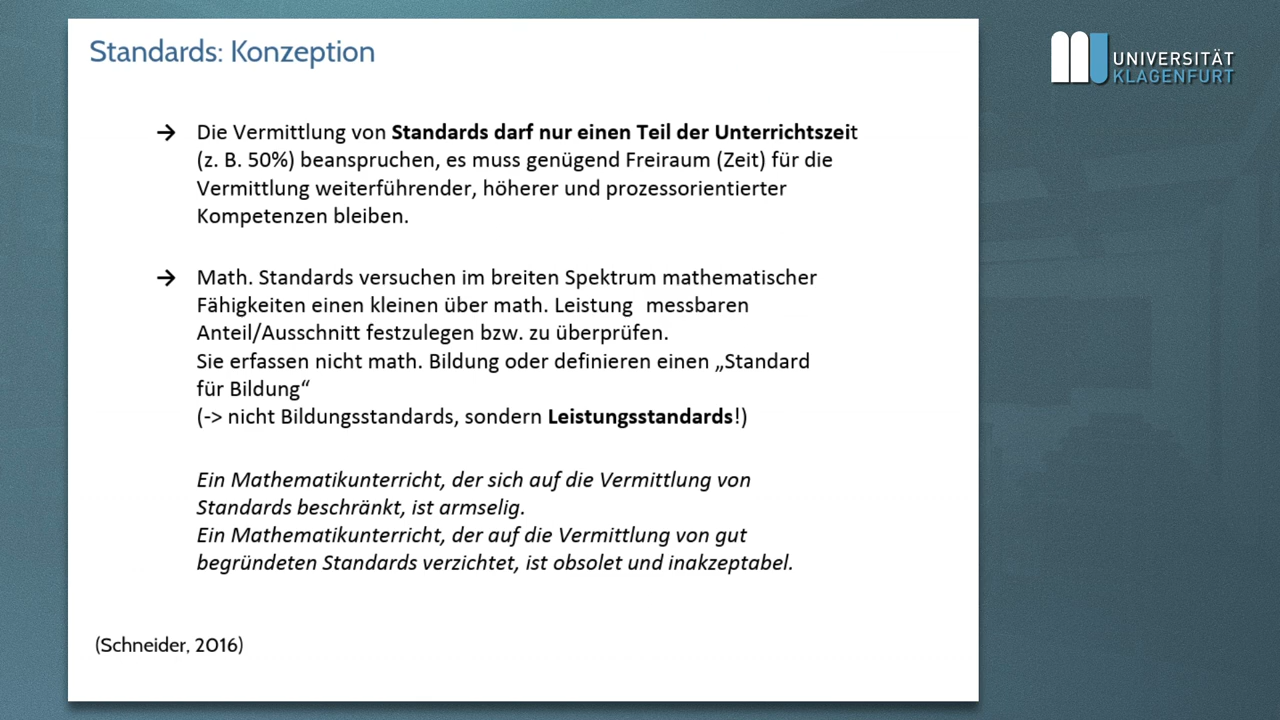 Standards: Konzeption
UNIVERSITÄT
KLAGENFURT
→ Die Vermittlung von Standards darf nur einen Teil der Unterrichtszeit
(z. B. 50%) beanspruchen, es muss genügend Freiraum (Zeit) für die
Vermittlung weiterführender, höherer und prozessorientierter
Kompetenzen bleiben.
→ Math. Standards versuchen im breiten Spektrum mathematischer
Fähigkeiten einen kleinen über math. Leistung messbaren
Anteil/Ausschnitt festzulegen bzw. zu überprüfen.
Sie erfassen nicht math. Bildung oder definieren einen „Standard
für Bildung“
(-> nicht Bildungsstandards, sondern Leistungsstandards!)
Ein Mathematikunterricht, der sich auf die Vermittlung von
Standards beschränkt, ist armselig.
Ein Mathematikunterricht, der auf die Vermittlung von gut
begründeten Standards verzichtet, ist obsolet und inakzeptabel.
(Schneider, 2016)